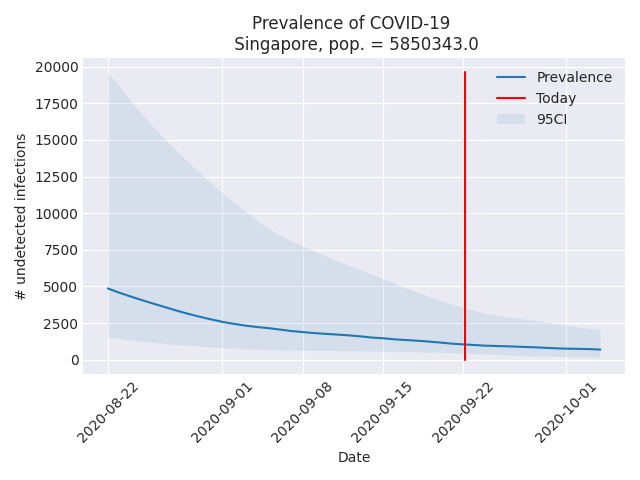 Prevalence of COVID-19
Singapore, pop. = 5850343.0
20000
17500
15000
12500
10000
7500
5000
2500
0
# undetected infections
Prevalence
Today
95CI
2020-08-22
2020-09-01
2020-09-08
2020-09-15
2020-09-22
2020-10-01
Date